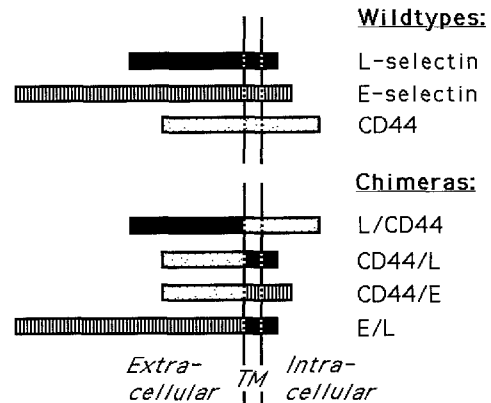 Wildtypes:
L-selectin
E-selectin
CD44
Chimeras:
L/CD44
CD44/L
CD44/E
E/L
Extra- TM Intra-
cellular cellular